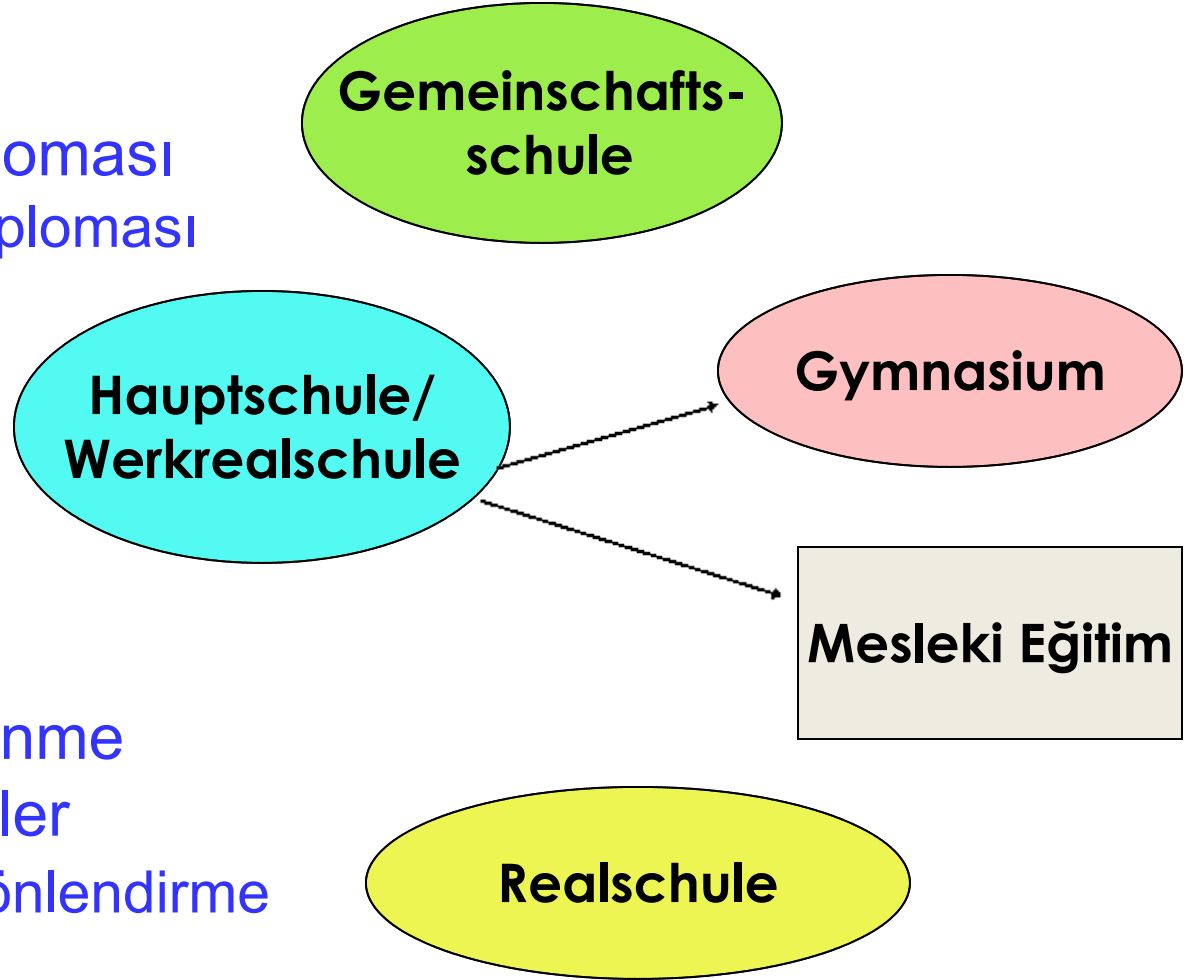 Gemeinschafts-
schule
oması
ploması
Hauptschule/
Werkrealschule
Gymnasium
Mesleki Eğitim
nme
ler
önlendirme
Realschule